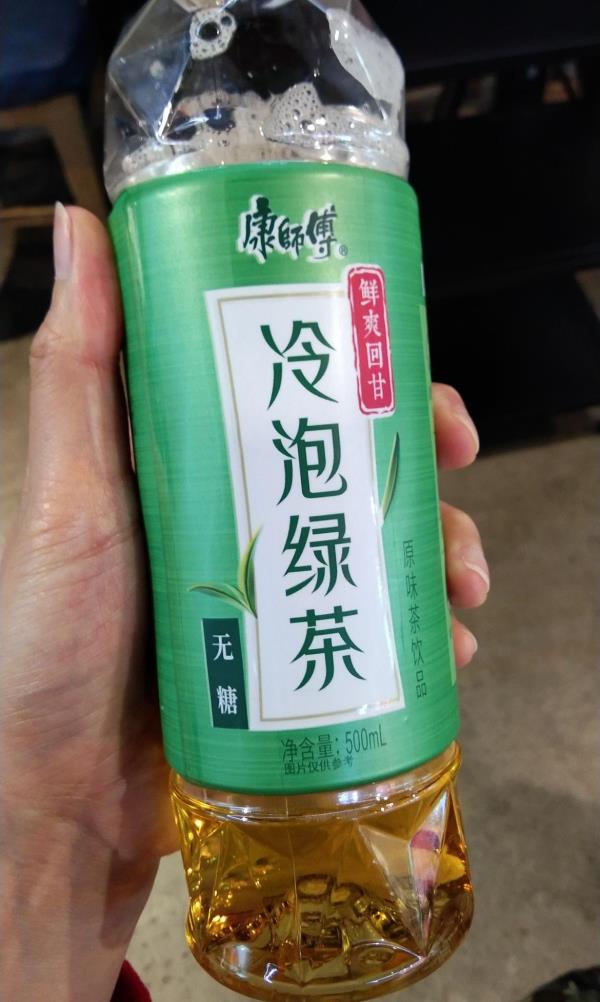 康師傅®
鲜爽回甘
冷泡绿茶
原味茶饮品
无糖
净含量：500mL
图片仅供参考